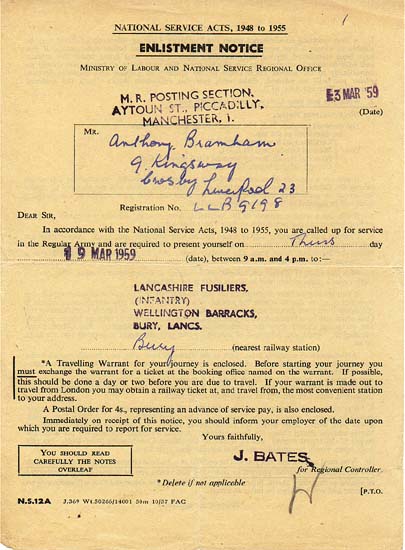 NATIONAL SERVICE ACTS, 1948 to 1955
ENLISTMENT NOTICE
MINISTRY OF LABOUR AND NATIONAL SERVICE REGIONAL OFFICE
M. R. POSTING SECTION,
AYTOUN ST., PICCADILLY,
MANCHESTER, 1.
3 MAR '59
(Date)
Mr. Anthony Bramham
9. Kingsway
Crosby Liverpool 23
Registration No. LLB 9198
DEAR SIR,
In accordance with the National Service Acts, 1948 to 1955, you are called up for service
in the Regular Army and are required to present yourself on Thurs day
19 MAR 1959 (date), between 9 a.m. and 4 p.m. to:—
LANCASHIRE FUSILIERS,
(INFANTRY)
WELLINGTON BARRACKS,
BURY, LANCS.
Bury (nearest railway station)
*A Travelling Warrant for your journey is enclosed. Before starting your journey you
must exchange the warrant for a ticket at the booking office named on the warrant. If possible,
this should be done a day or two before you are due to travel. If your warrant is made out to
travel from London you may obtain a railway ticket at, and travel from, the most convenient station
to your address.
A Postal Order for 4s., representing an advance of service pay, is also enclosed.
Immediately on receipt of this notice, you should inform your employer of the date upon
which you are required to report for service.
Yours faithfully,
J. BATES
for Regional Controller.
YOU SHOULD READ
CAREFULLY THE NOTES
OVERLEAF
*Delete if not applicable
[P.T.O.
N.S.12A J.369 Wt.50266/14001 50m 10/57 FAC